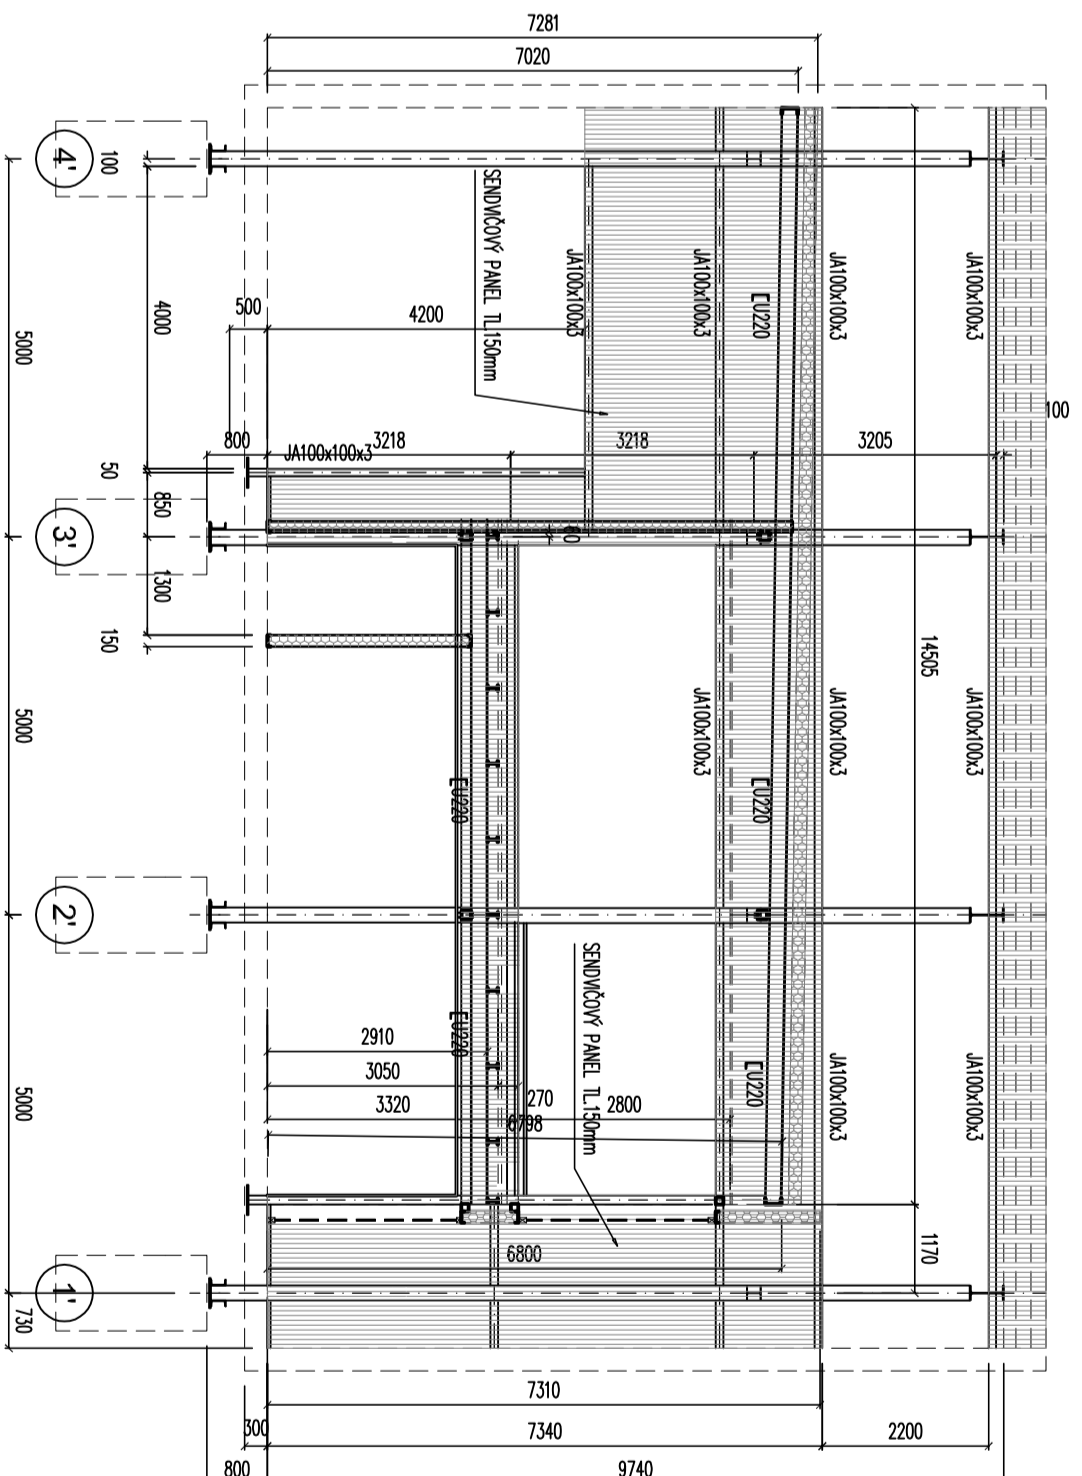 7281
7020
4'
100
4000
5000
500
4200
SENDVIČOVÝ PANEL TL.150mm
JA100x100x3
JA100x100x3
[U220
JA100x100x3
JA100x100x3
100
800
JA100x100x3
3218
3218
3205
50
850
3'
60
1300
150
14505
5000
JA100x100x3
JA100x100x3
JA100x100x3
[U220
[U220
2'
SENDVIČOVÝ PANEL TL.150mm
2910
[U220
3050
270
3320
2800
6798
[U220
JA100x100x3
JA100x100x3
5000
6800
1170
1'
730
7310
300
7340
2200
800
9740